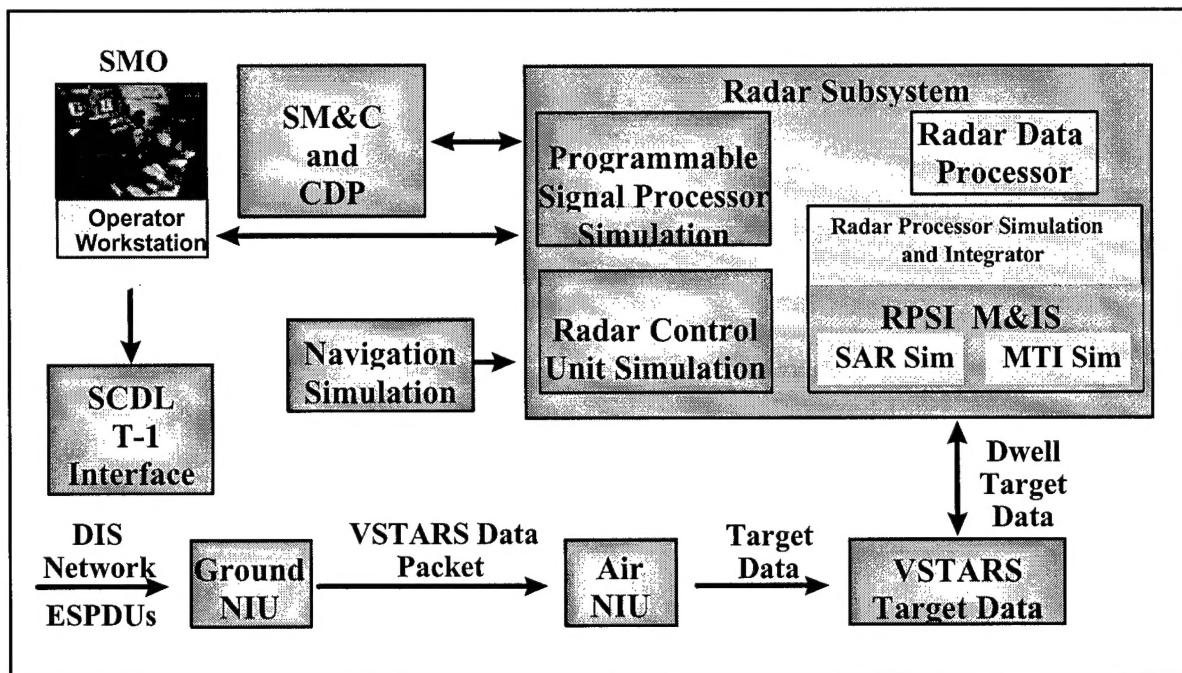 SMO
Operator
Workstation
SM&C
and
CDP
Radar Subsystem
Programmable
Signal Processor
Simulation
Radar Data
Processor
Radar Processor Simulation
and Integrator
RPSI M&IS
SAR Sim
MTI Sim
Radar Control
Unit Simulation
Navigation
Simulation
SCDL
T-1
Interface
Dwell
Target
Data
DIS
Network
ESPDUs
Ground
NIU
VSTARS Data
Packet
Air
NIU
Target
Data
VSTARS
Target Data